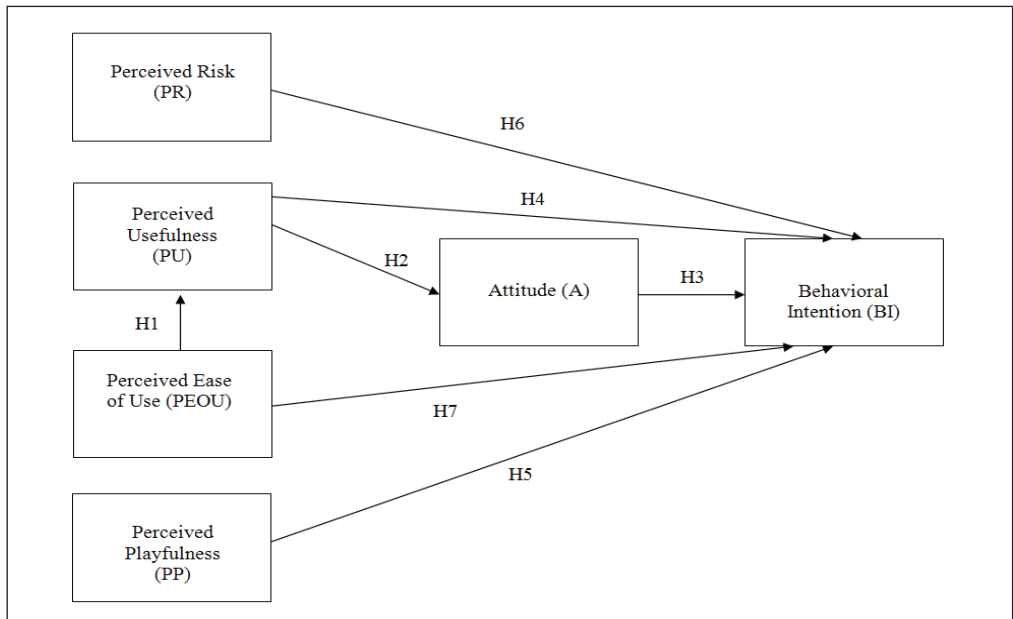 Perceived Risk
(PR)
H6
Perceived
Usefulness
(PU)
H4
H2
Attitude (A)
H3
Behavioral
Intention (BI)
H1
Perceived Ease
of Use (PEOU)
H7
H5
Perceived
Playfulness
(PP)